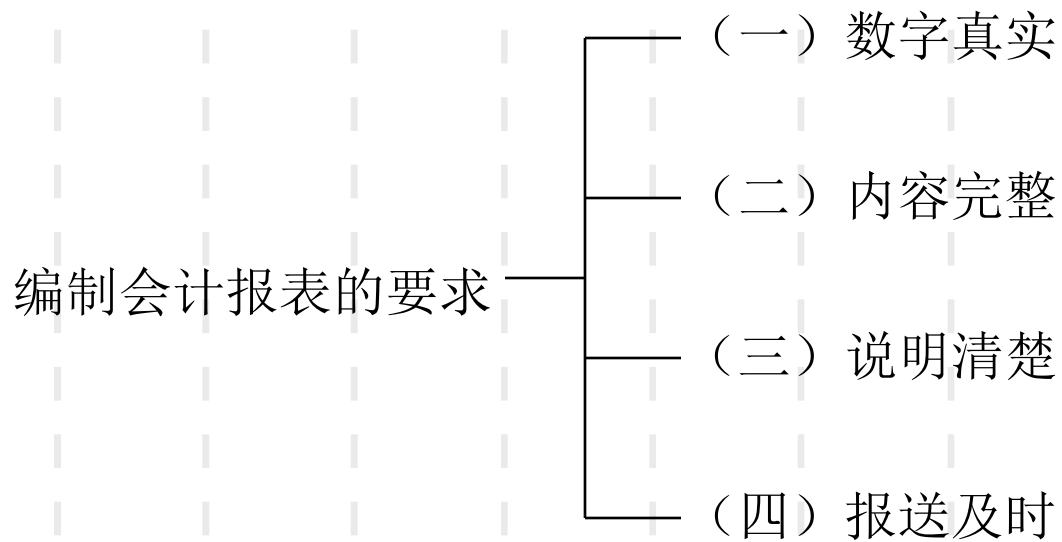 （一）数字真实
（二）内容完整
编制会计报表的要求
（三）说明清楚
（四）报送及时